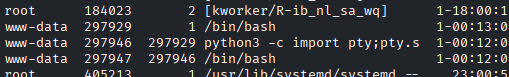 root 184023 2 [kworker/R-ib_nl_sa_wq] 1-18:00:1
www-data 297929 1 /bin/bash 1-00:13:0
www-data 297946 297929 python3 -c import pty;pty.s 1-00:12:0
www-data 297947 297946 /bin/bash 1-00:12:0
root 405213 1 /usr/lib/systemd/systemd -- 23:00:5